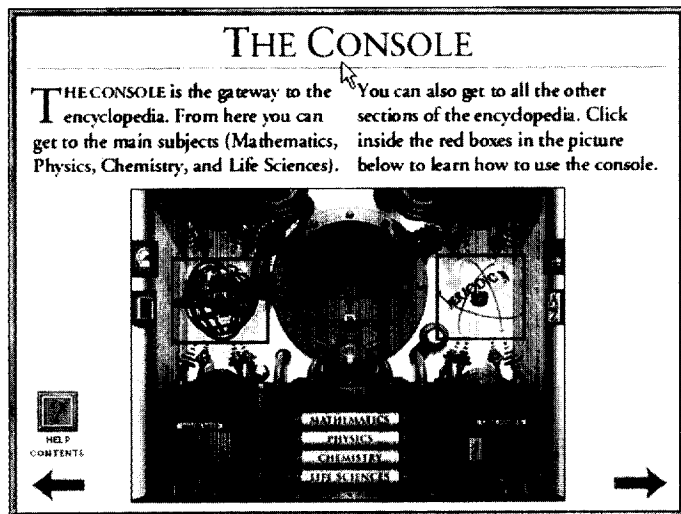 THE CONSOLE
THE CONSOLE is the gateway to the
encyclopedia. From here you can
get to the main subjects (Mathematics,
Physics, Chemistry, and Life Sciences).
You can also get to all the other
sections of the encyclopedia. Click
inside the red boxes in the picture
below to learn how to use the console.
MATHEMATICS
PHYSICS
CHEMISTRY
LIFE SCIENCES
HELP
CONTENTS